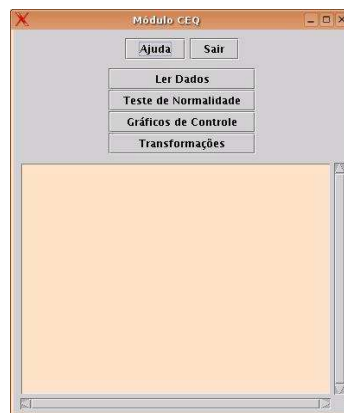 Módulo CEQ
Ajuda Sair
Ler Dados
Teste de Normalidade
Gráficos de Controle
Transformações